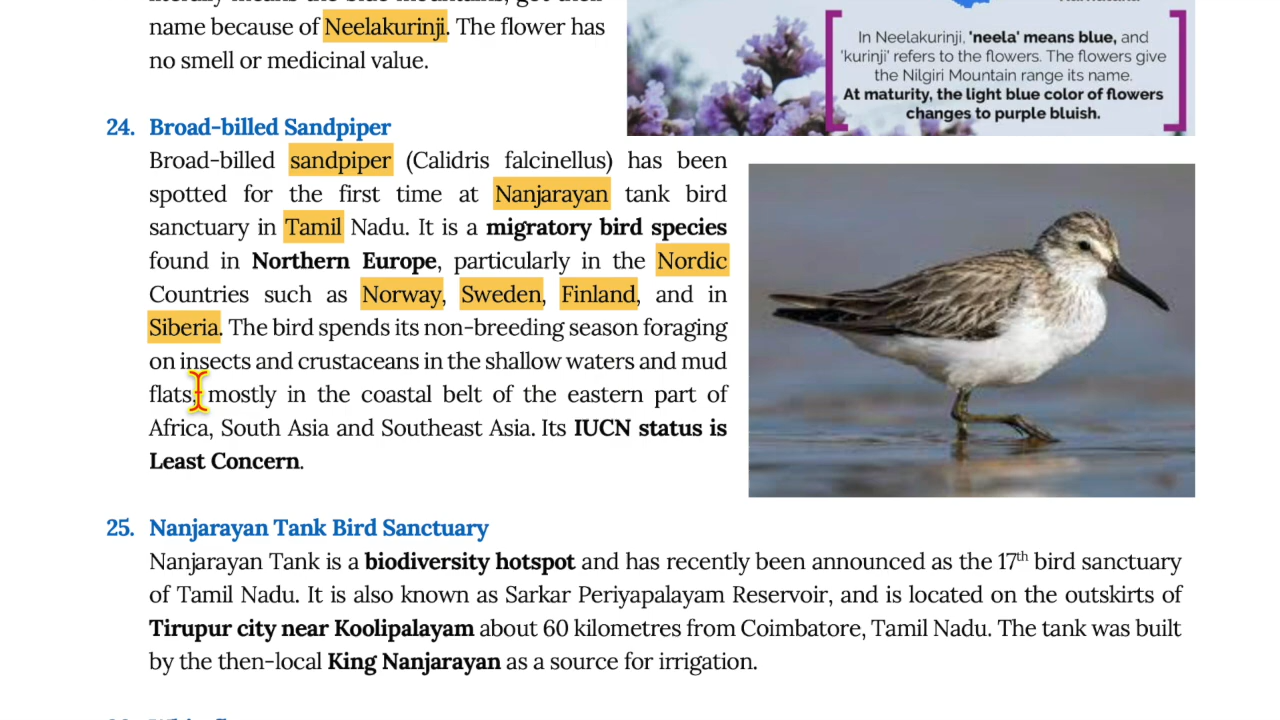 name because of Neelakurinji. The flower has
no smell or medicinal value.
In Neelakurinji, 'neela' means blue, and
'kurinji' refers to the flowers. The flowers give
the Nilgiri Mountain range its name.
At maturity, the light blue color of flowers
changes to purple bluish.
24. Broad-billed Sandpiper
Broad-billed sandpiper (Calidris falcinellus) has been
spotted for the first time at Nanjarayan tank bird
sanctuary in Tamil Nadu. It is a migratory bird species
found in Northern Europe, particularly in the Nordic
Countries such as Norway, Sweden, Finland, and in
Siberia. The bird spends its non-breeding season foraging
on insects and crustaceans in the shallow waters and mud
flats, mostly in the coastal belt of the eastern part of
Africa, South Asia and Southeast Asia. Its IUCN status is
Least Concern.
25. Nanjarayan Tank Bird Sanctuary
Nanjarayan Tank is a biodiversity hotspot and has recently been announced as the 17th bird sanctuary
of Tamil Nadu. It is also known as Sarkar Periyapalayam Reservoir, and is located on the outskirts of
Tirupur city near Koolipalayam about 60 kilometres from Coimbatore, Tamil Nadu. The tank was built
by the then-local King Nanjarayan as a source for irrigation.